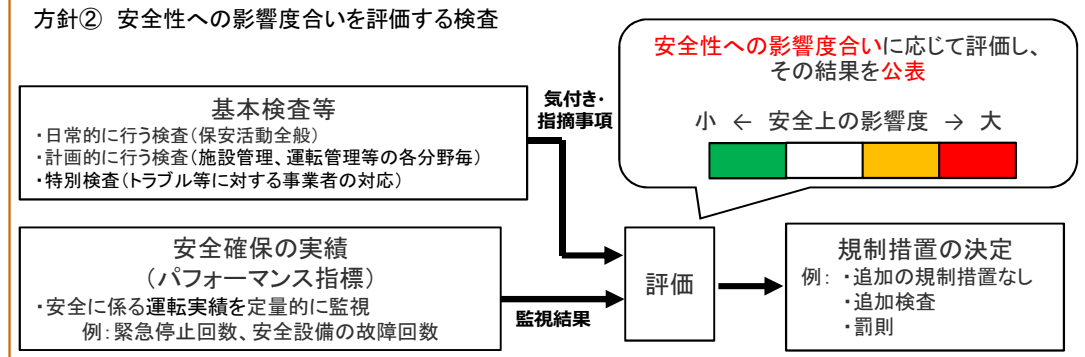 方針② 安全性への影響度合いを評価する検査
安全性への影響度合いに応じて評価し、
その結果を公表
小 ← 安全上の影響度 → 大
基本検査等
・日常的に行う検査(保安活動全般)
・計画的に行う検査(施設管理、運転管理等の各分野毎)
・特別検査(トラブル等に対する事業者の対応)
気付き・
指摘事項
安全確保の実績
(パフォーマンス指標)
・安全に係る運転実績を定量的に監視
例:緊急停止回数、安全設備の故障回数
監視結果
評価
規制措置の決定
例: ・追加の規制措置なし
・追加検査
・罰則